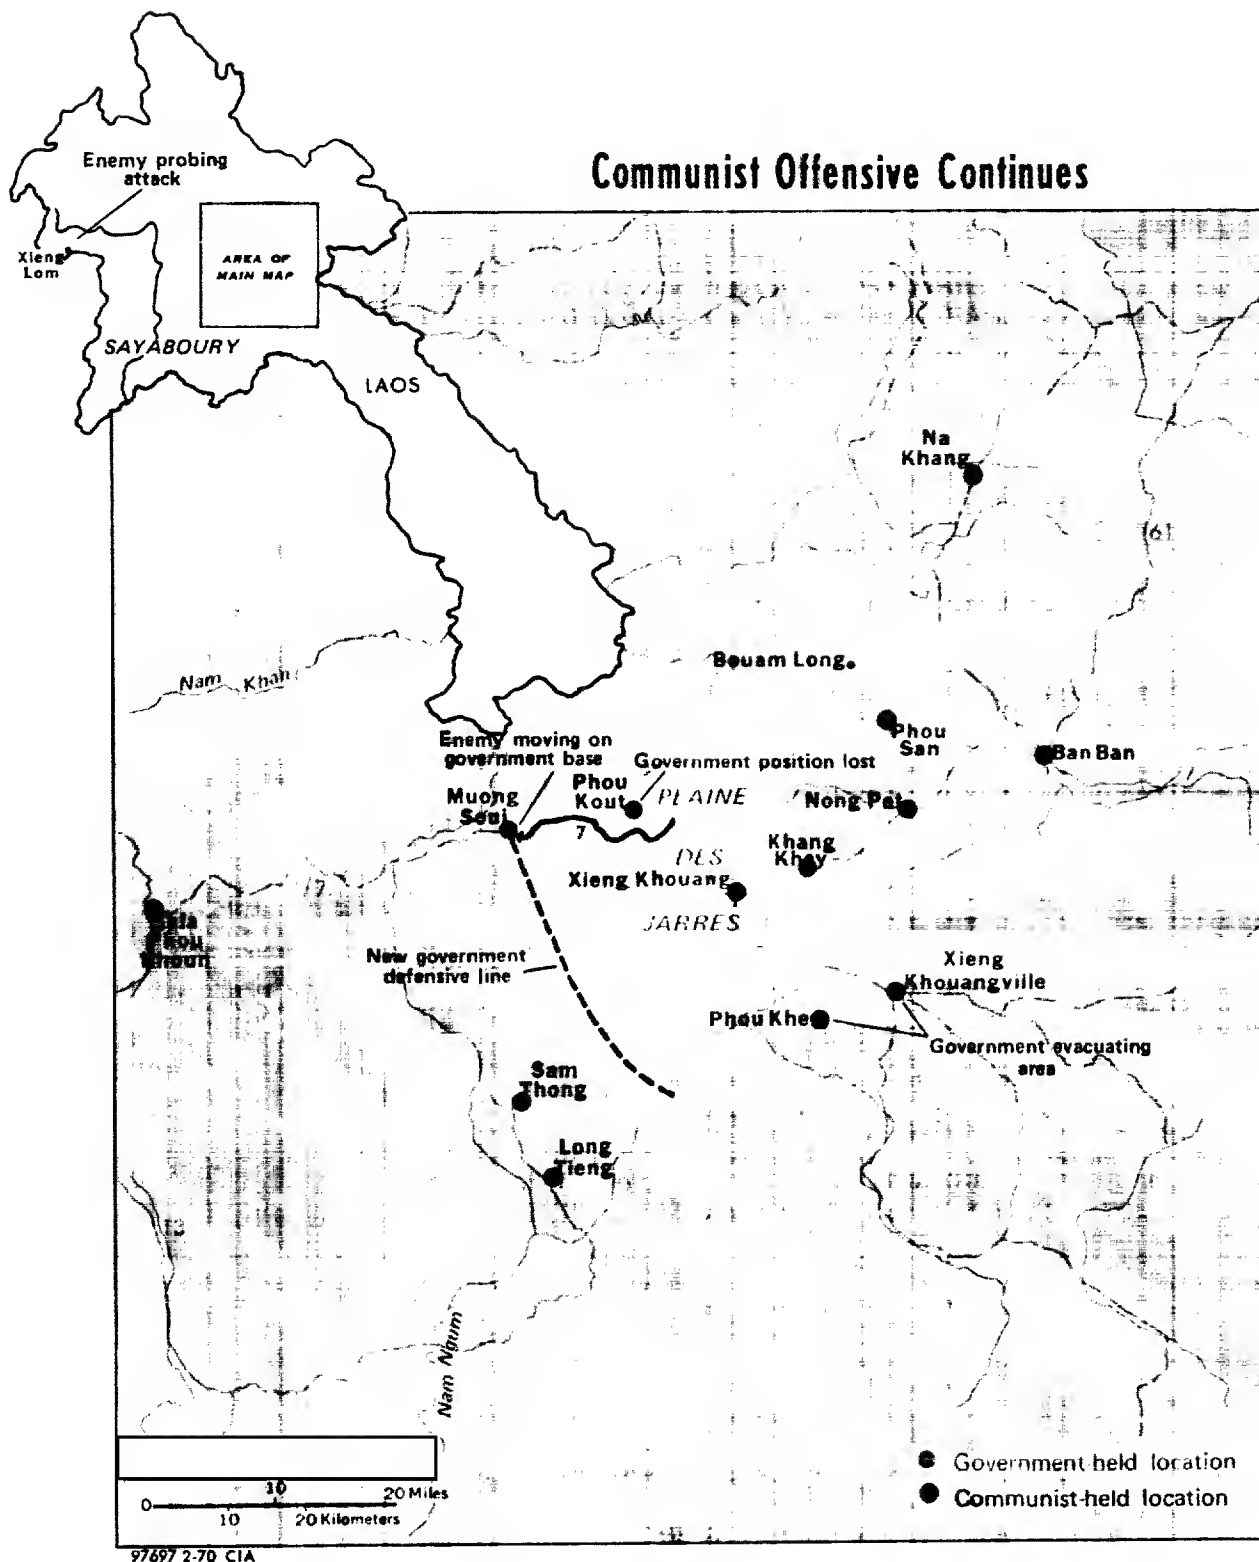 Communist Offensive Continues
Enemy probing
attack
Xieng
Lom
AREA OF
MAIN MAP
SAYABOURY
LAOS
Na
Khang
6
Bouam Long
Nam Khan
Phou
San
Ban Ban
Enemy moving on
government base
Government position lost
Phou
Kout
PLAINE
Muong
Soui
Nong Pet
7
Khang
Khay
DES
Xieng Khouang
7
JARRES
Sala
Phou
Khoun
New government
defensive line
Xieng
Khouangville
Phou Khe
Government evacuating
area
Sam
Thong
Long
Tieng
Nam Ngum
Government-held location
Communist-held location
0 10 20 Miles
10 20 Kilometers
97697 2-70 CIA